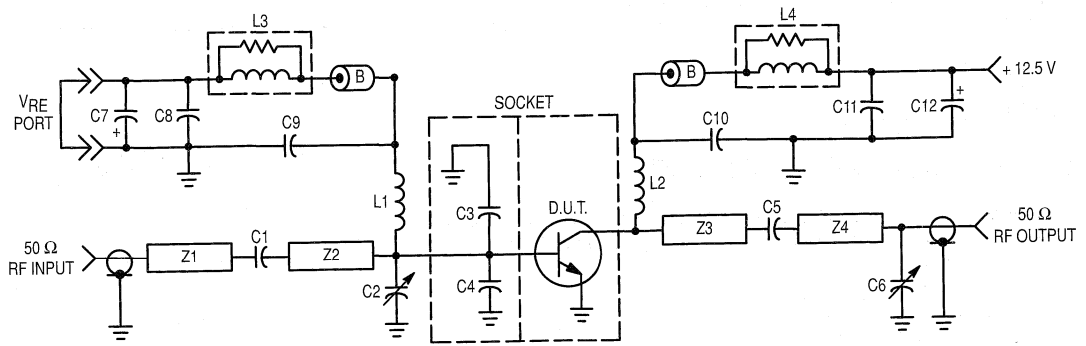 L3
L4
B
B
+ 12.5 V
V_RE
PORT
C7
+
C8
C9
SOCKET
C10
C11
C12
+
L1
L2
C3
D.U.T.
50 Ω
RF INPUT
Z1
C1
Z2
C2
C4
Z3
C5
Z4
C6
50 Ω
RF OUTPUT